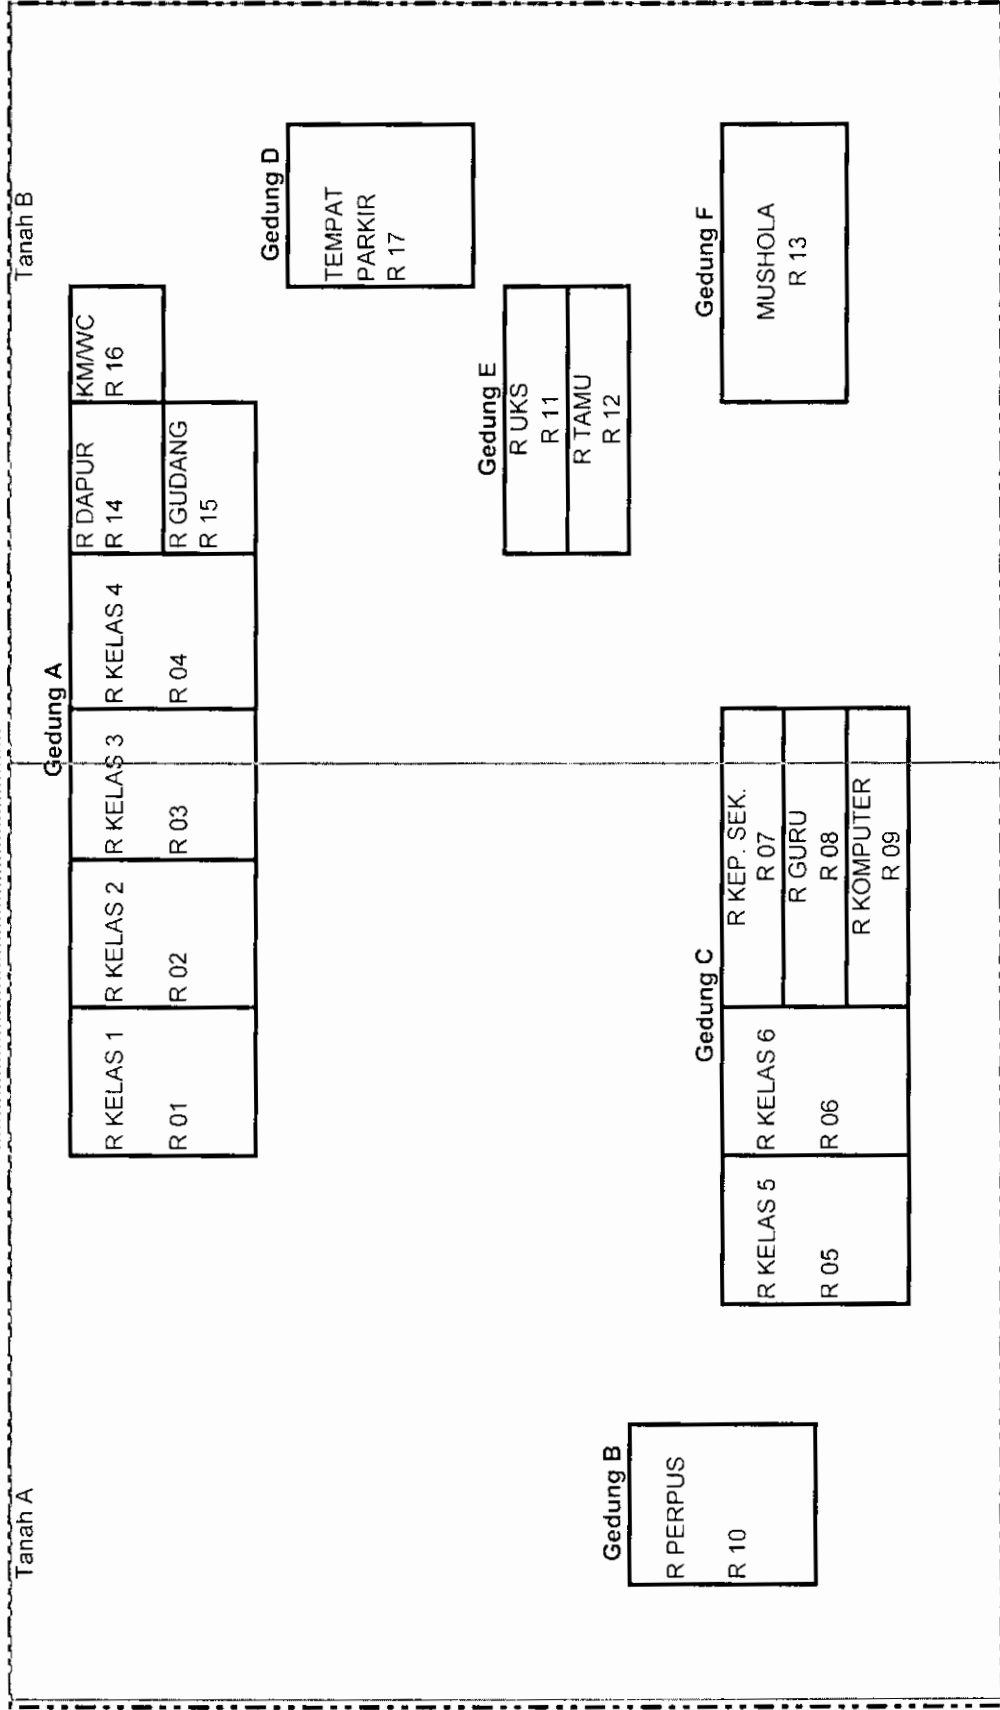 Tanah A
Tanah B
Gedung A
R KELAS 1
R 01
R KELAS 2
R 02
R KELAS 3
R 03
R KELAS 4
R 04
R DAPUR
R 14
R GUDANG
R 15
KM/WC
R 16
Gedung D
TEMPAT
PARKIR
R 17
Gedung E
R UKS
R 11
R TAMU
R 12
Gedung B
R PERPUS
R 10
Gedung C
R KELAS 5
R 05
R KELAS 6
R 06
R KEP. SEK.
R 07
R GURU
R 08
R KOMPUTER
R 09
Gedung F
MUSHOLA
R 13